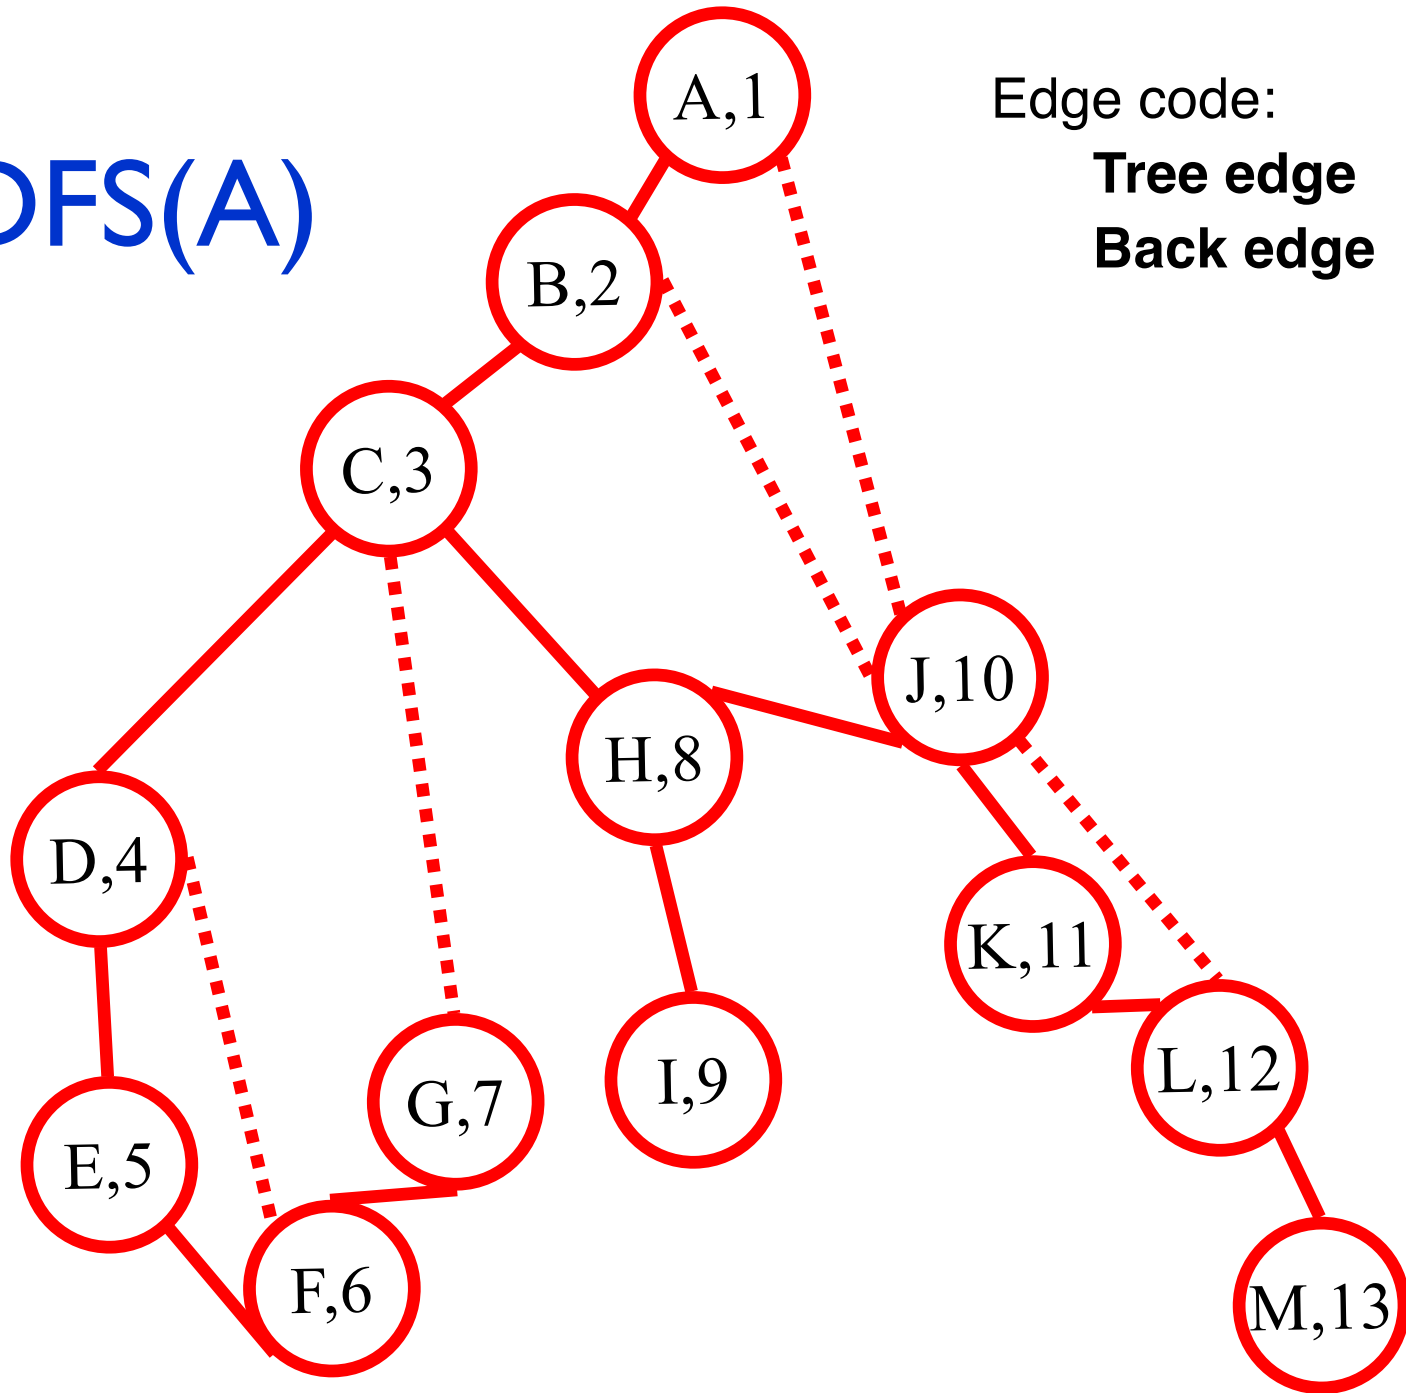 A,1
Edge code:
Tree edge
DFS(A)
Back edge
B,2
C,3
J,10
H,8
D,4
K,11
L,12
I,9
G,7
E,5
F,6
M,13